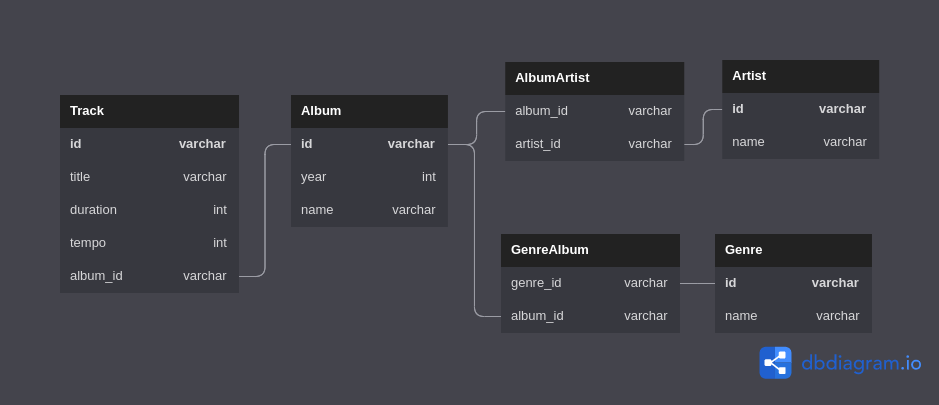 Track
id varchar
title varchar
duration int
tempo int
album_id varchar
Album
id varchar
year int
name varchar
AlbumArtist
album_id varchar
artist_id varchar
Artist
id varchar
name varchar
GenreAlbum
genre_id varchar
album_id varchar
Genre
id varchar
name varchar
dbdiagram.io